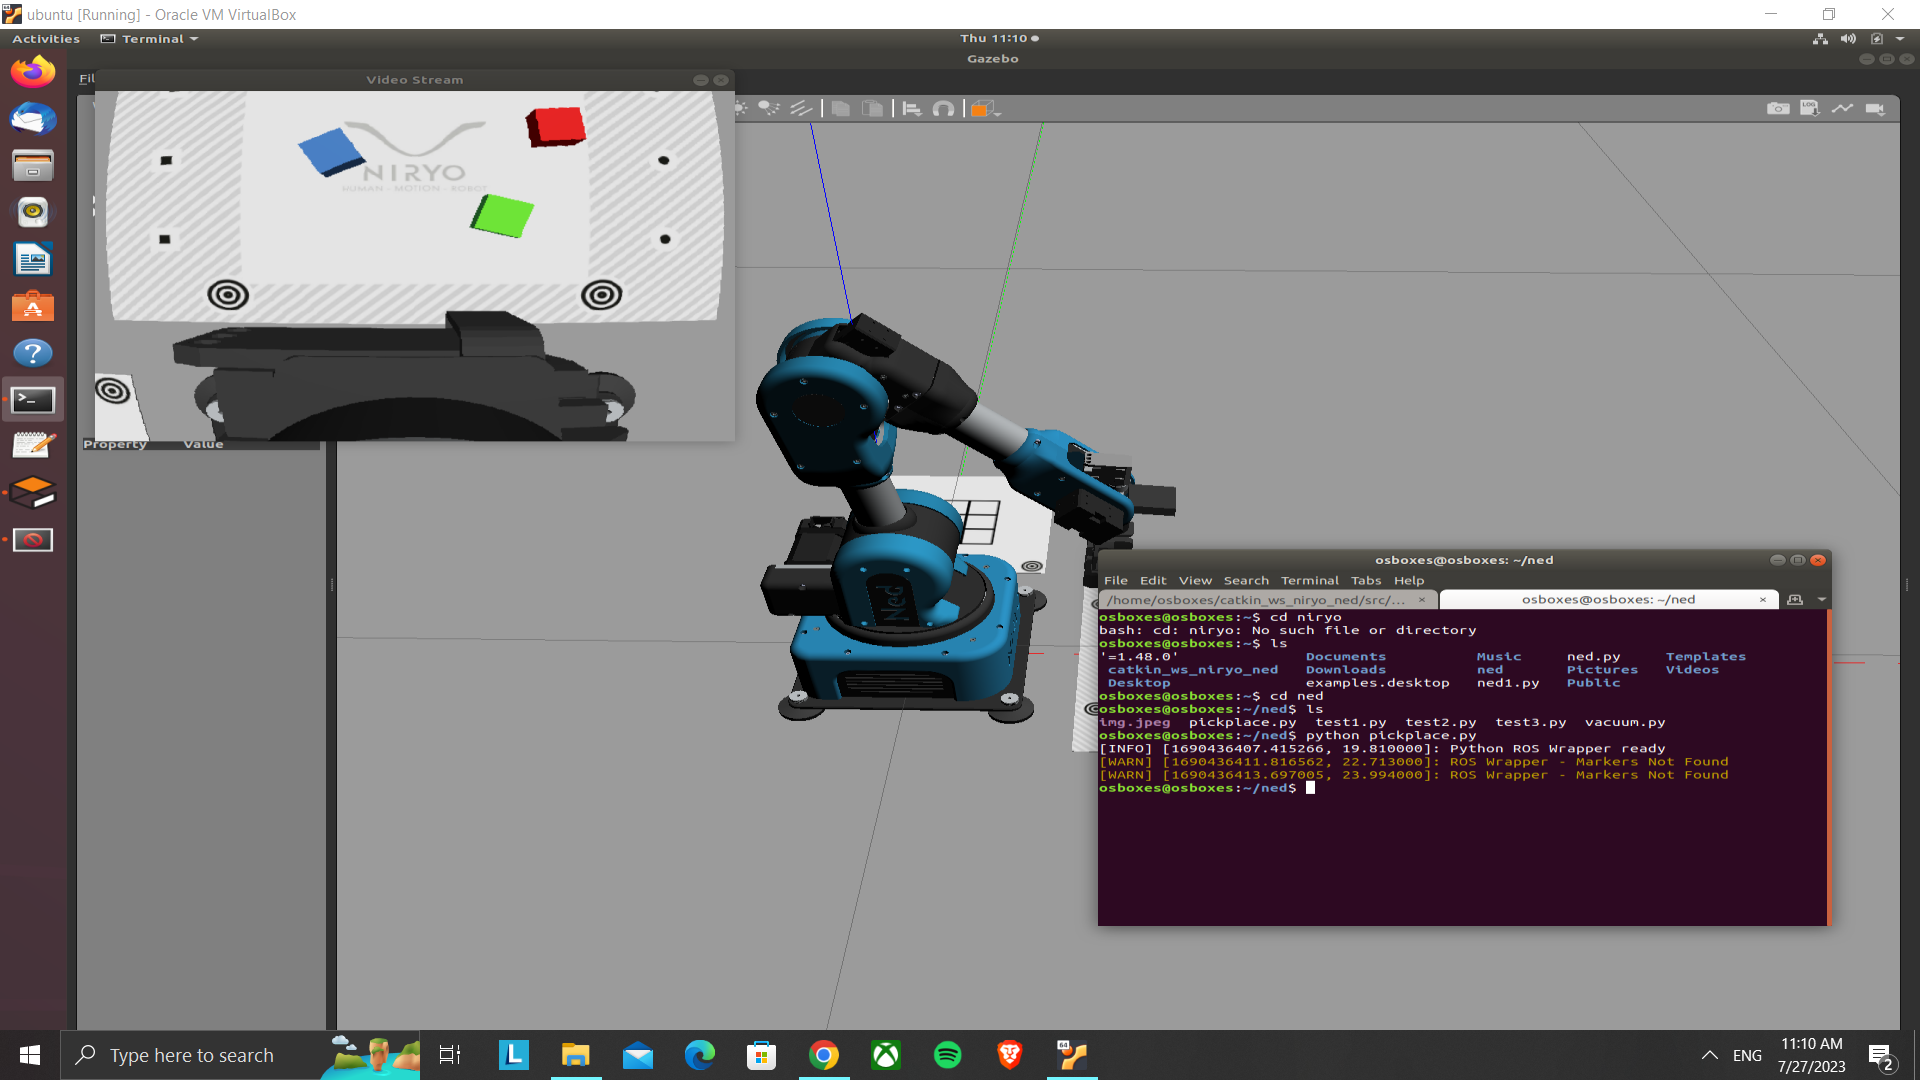 ubuntu [Running] - Oracle VM VirtualBox
Activities
Terminal
Thu 11:10
Gazebo
Fil
Video Stream
NIRYO
HUMAN - MOTION - ROBOT
Property Value
Ned
osboxes@osboxes: ~/ned
File Edit View Search Terminal Tabs Help
/home/osboxes/catkin_ws_niryo_ned/src/... × osboxes@osboxes: ~/ned ×
osboxes@osboxes:~$ cd niryo
bash: cd: niryo: No such file or directory
osboxes@osboxes:~$ ls
'=1.48.0' Documents Music ned.py Templates
catkin_ws_niryo_ned Downloads ned Pictures Videos
Desktop examples.desktop ned1.py Public
osboxes@osboxes:~$ cd ned
osboxes@osboxes:~/ned$ ls
img.jpeg pickplace.py test1.py test2.py test3.py vacuum.py
osboxes@osboxes:~/ned$ python pickplace.py
[INFO] [1690436407.415266, 19.810000]: Python ROS Wrapper ready
[WARN] [1690436411.816562, 22.713000]: ROS Wrapper - Markers Not Found
[WARN] [1690436413.697005, 23.994000]: ROS Wrapper - Markers Not Found
osboxes@osboxes:~/ned$
Type here to search
ENG
11:10 AM
7/27/2023
2